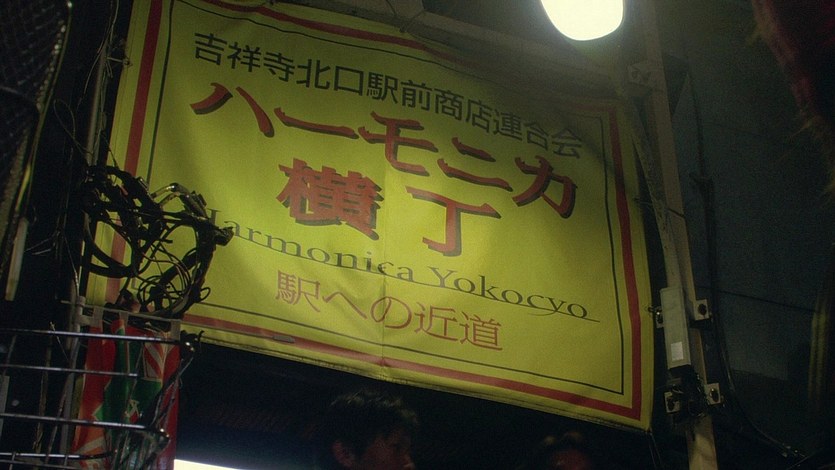 吉祥寺北口駅前商店連合会
ハーモニカ
横丁
Harmonica Yokocyo
駅への近道